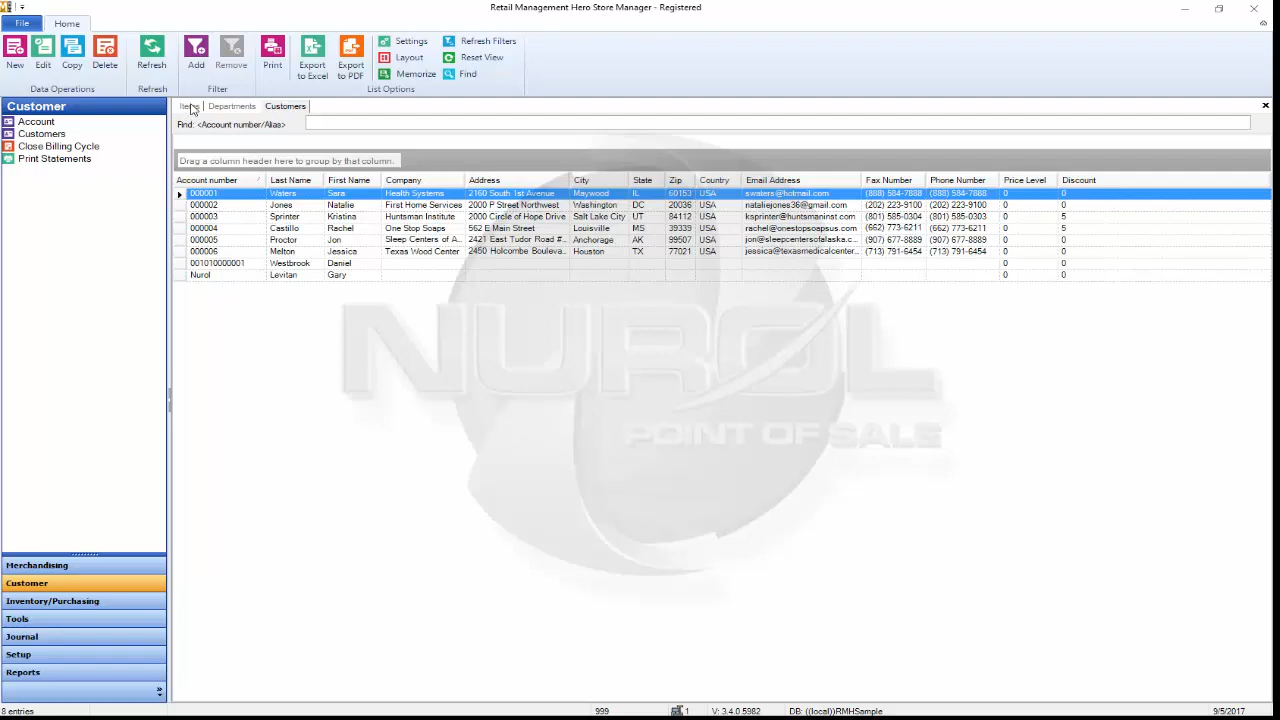 Retail Management Hero Store Manager - Registered
File Home
New Edit Copy Delete Refresh Add Remove Print Export to Excel Export to PDF
Settings Refresh Filters
Layout Reset View
Memorize Find
Data Operations Refresh Filter List Options
Customer
Account
Customers
Close Billing Cycle
Print Statements
Departments Customers
Find: <Account number/Alias>
Drag a column header here to group by that column.
Account number Last Name First Name Company Address City State Zip Country Email Address Fax Number Phone Number Price Level Discount
000001 Waters Sara Health Systems 2160 South 1st Avenue Maywood IL 60153 USA swaters@hotmail.com (888) 584-7888 (888) 584-7888 0 0
000002 Jones Natalie First Home Services 2000 P Street Northwest Washington DC 20036 USA nataliejones36@gmail.com (202) 223-9100 (202) 223-9100 0 0
000003 Sprinter Kristina Huntsman Institute 2000 Circle of Hope Drive Salt Lake City UT 84112 USA ksprinter@huntsmaninst.com (801) 585-0304 (801) 585-0303 0 5
000004 Castillo Rachel One Stop Soaps 562 E Main Street Louisville MS 39339 USA rachel@onestopsoapsus.com (662) 773-6211 (662) 773-6211 0 5
000005 Proctor Jon Sleep Centers of A... 2421 East Tudor Road #... Anchorage AK 99507 USA jon@sleepcentersofalaska.c... (907) 677-8889 (907) 677-8889 0 0
000006 Melton Jessica Texas Wood Center 2450 Holcombe Bouleva... Houston TX 77021 USA jessica@texasmedicalcenter... (713) 791-6454 (713) 791-6454 0 0
001010000001 Westbrook Daniel 0 0
Nurol Levitan Gary 0 0
NUROL
POINT OF SALE
Merchandising
Customer
Inventory/Purchasing
Tools
Journal
Setup
Reports
8 entries 999 1 V: 3.4.0.5982 DB: ((local))RMHSample 9/5/2017